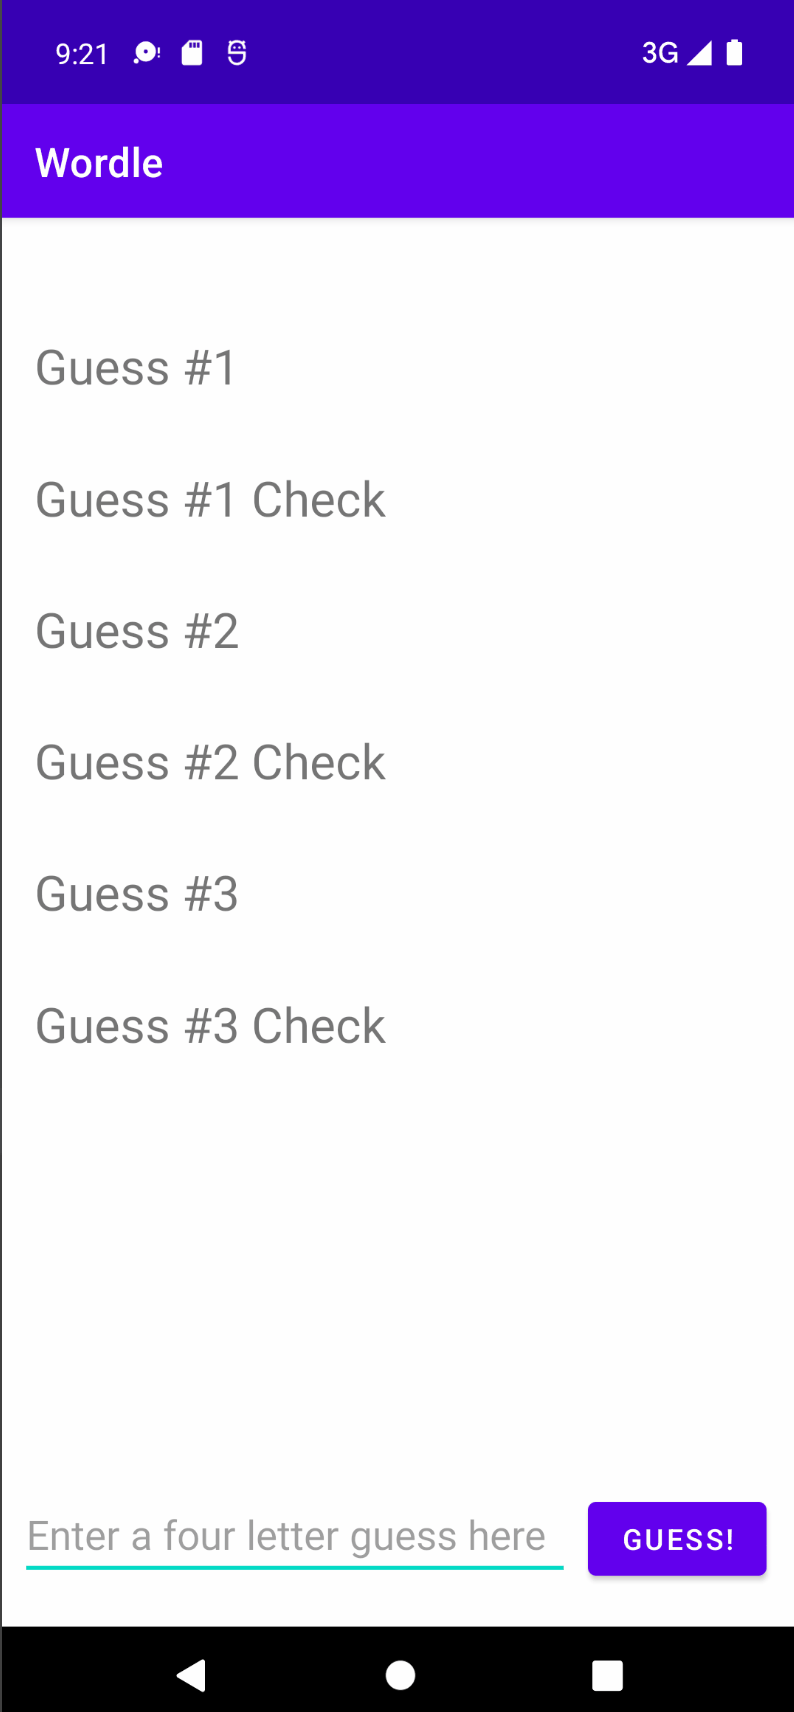 9:21 3G
Wordle
Guess #1
Guess #1 Check
Guess #2
Guess #2 Check
Guess #3
Guess #3 Check
Enter a four letter guess here GUESS!